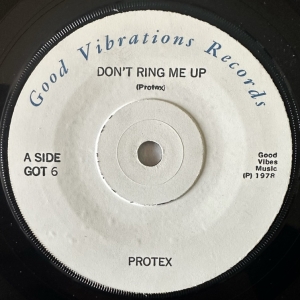 Good Vibrations Records
DON'T RING ME UP
(Protex)
A SIDE
GOT 6
Good
Vibes
Music
(P) 1978
PROTEX